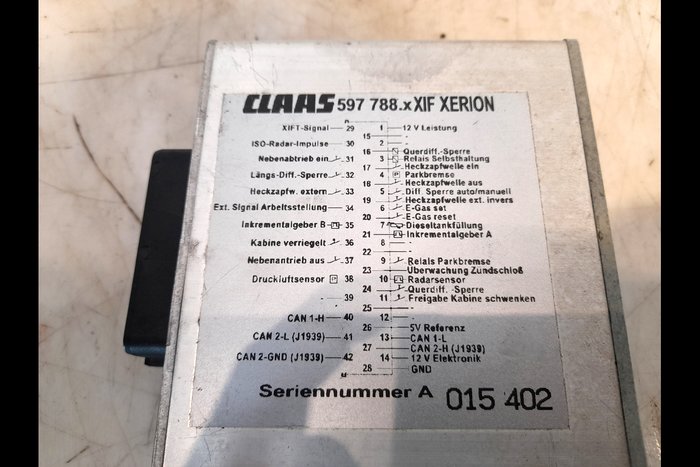 CLAAS 597 788.x XIF XERION
XIFT-Signal 29 1 12 V Leistung
15 -
ISO-Radar-Impulse 30 2 -
16 Querdiff.-Sperre
Nebenabtrieb ein 31 3 Relais Selbsthaltung
17 Heckzapfwelle ein
Längs-Diff.-Sperre 32 4 Parkbremse
18 Heckzapfwelle aus
Heckzapfw. extern 33 5 Diff. Sperre auto/manuell
19 Heckzapfwelle ext. invers
Ext. Signal Arbeitsstellung 34 6 E-Gas set
20 E-Gas reset
Inkrementalgeber B 35 7 Dieseltankfüllung
21 Inkrementalgeber A
Kabine verriegelt 36 8 -
22 -
Nebenantrieb aus 37 9 Relais Parkbremse
23 Überwachung Zündschloß
Druckluftsensor 38 10 Radarsensor
24 Querdiff. -Sperre
- 39 11 Freigabe Kabine schwenken
25 -
CAN 1-H 40 12 -
26 5V Referenz
CAN 2-L (J1939) 41 13 CAN 1-L
27 CAN 2-H (J1939)
CAN 2-GND (J1939) 42 14 12 V Elektronik
28 GND
Seriennummer A 015 402